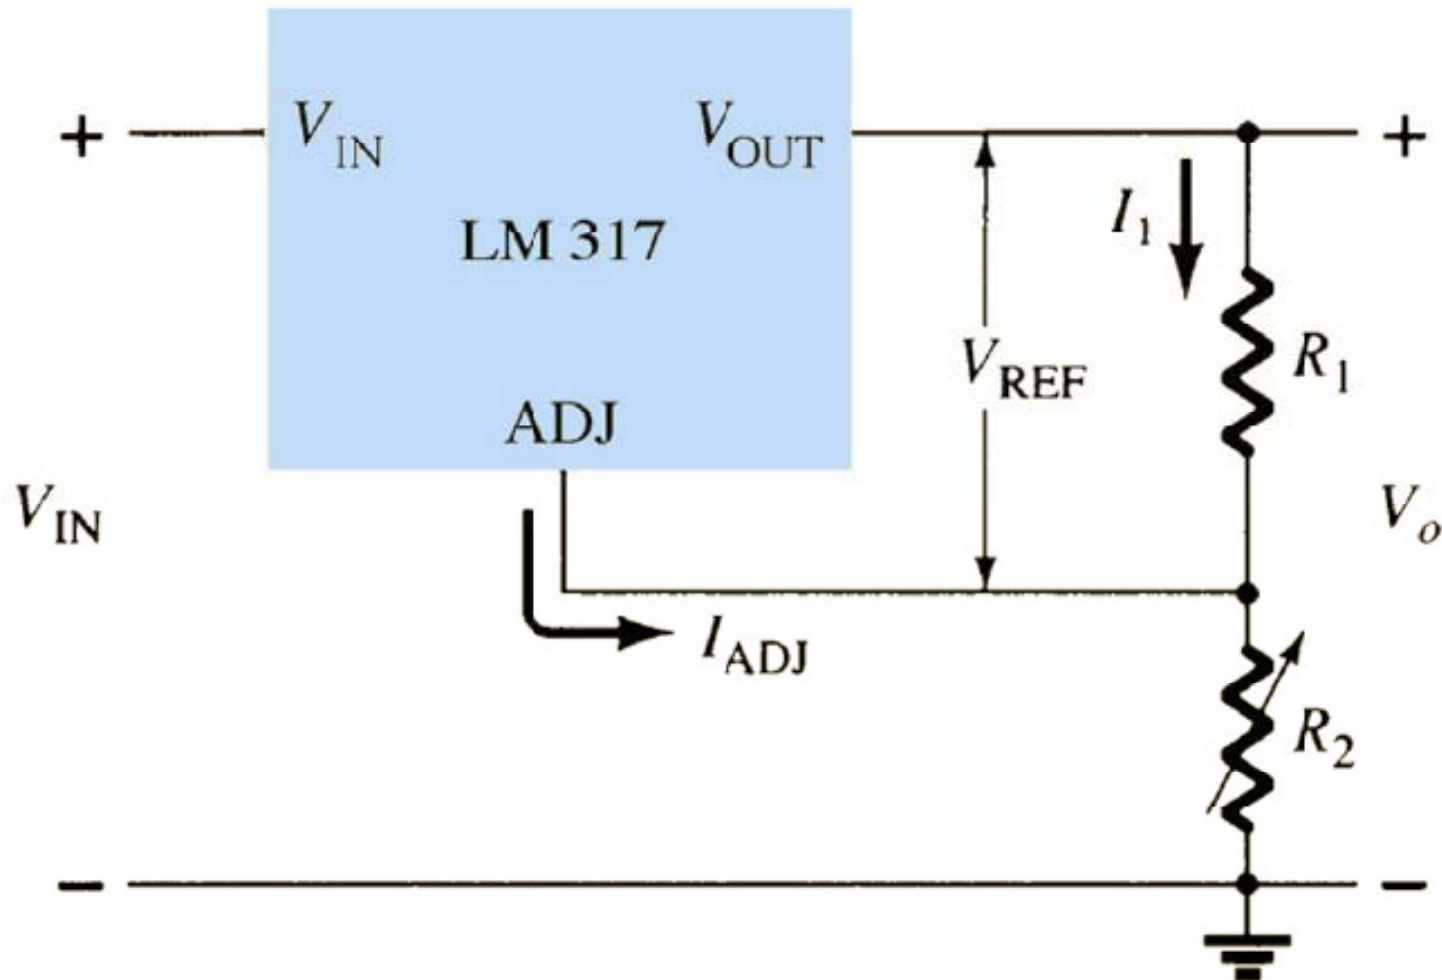 + V_IN V_OUT +
I_1
LM 317
V_REF R_1
ADJ
V_IN V_o
I_ADJ
R_2
− −